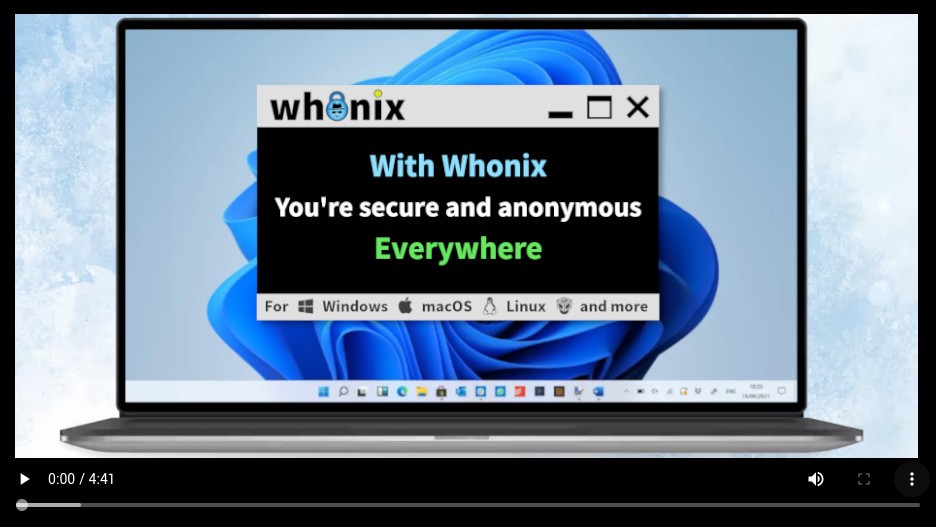 whonix
With Whonix
You're secure and anonymous
Everywhere
For Windows macOS Linux and more
ENG
0:00 / 4:41